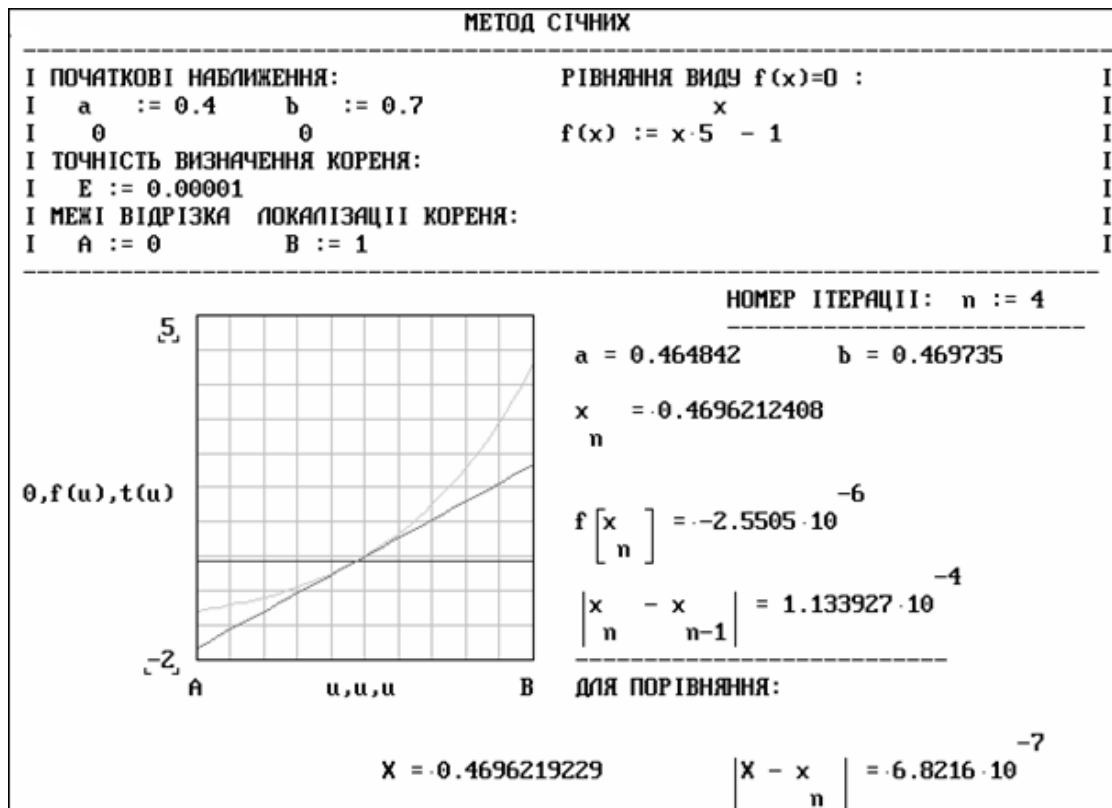 МЕТОД СІЧНИХ
I ПОЧАТКОВІ НАБЛИЖЕННЯ: РІВНЯННЯ ВИДУ f(x)=0 : I
I a := 0.4 b := 0.7 x I
I 0 0 f(x) := x·5 - 1 I
I ТОЧНІСТЬ ВИЗНАЧЕННЯ КОРЕНЯ: I
I E := 0.00001 I
I МЕЖІ ВІДРІЗКА ЛОКАЛІЗАЦІІ КОРЕНЯ: I
I A := 0 B := 1 I
НОМЕР ІТЕРАЦІІ: n := 4
5
a = 0.464842 b = 0.469735
x = ·0.4696212408
n
0,f(u),t(u)
-6
f[x ] = ·-2.5505·10
n
-4
|x - x | = 1.133927·10
n n-1
-2
A u,u,u B
ДЛЯ ПОРІВНЯННЯ:
-7
X = ·0.4696219229 |X - x | = ·6.8216·10
n